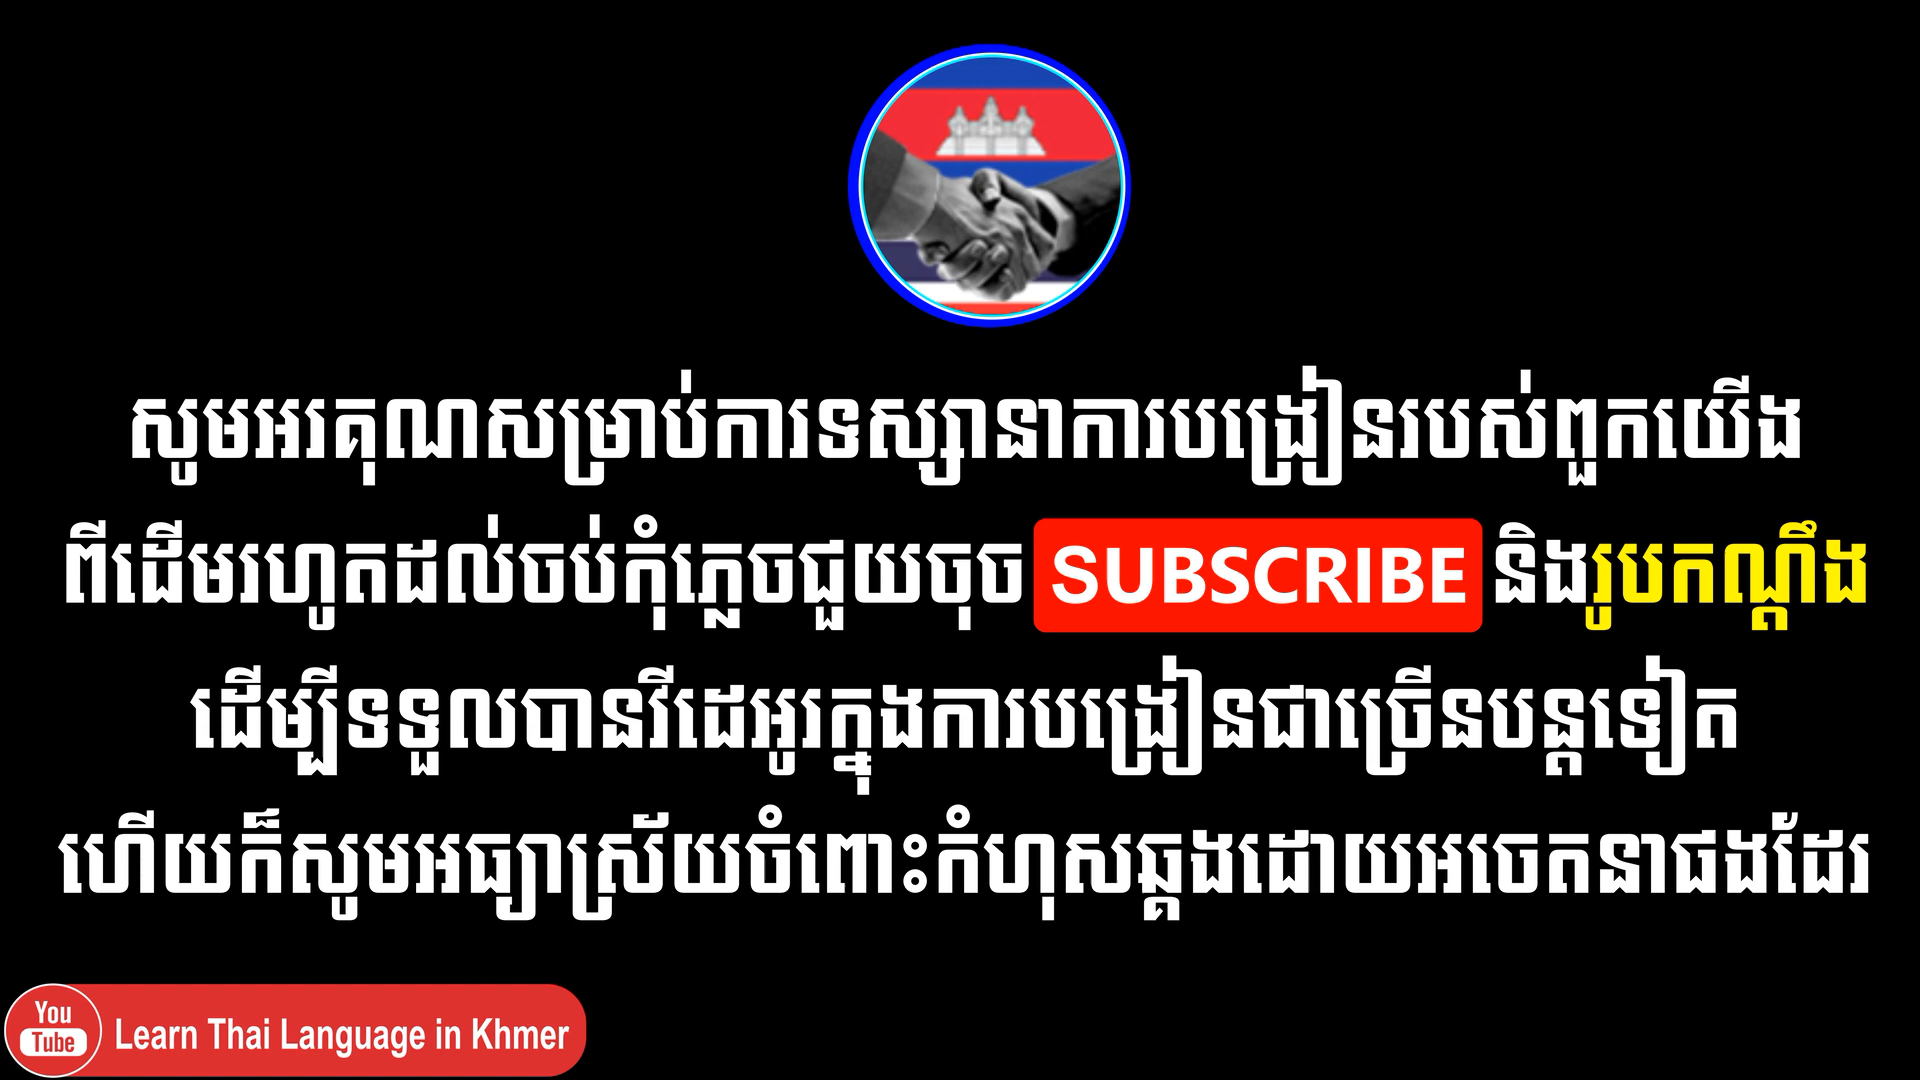 សូមអរគុណសម្រាប់ការទស្សានាការបង្រៀនរបស់ពួកយើង
ពីដើមរហូតដល់ចប់កុំភ្លេចជួយចុច SUBSCRIBE និងរូបកណ្ដឹង
ដើម្បីទទួលបានវីដេអូរក្នុងការបង្រៀនជាច្រើនបន្តទៀត
ហើយក៏សូមអធ្យាស្រ័យចំពោះកំហុសឆ្គងដោយអចេតនាផងដែរ
You
Tube
Learn Thai Language in Khmer